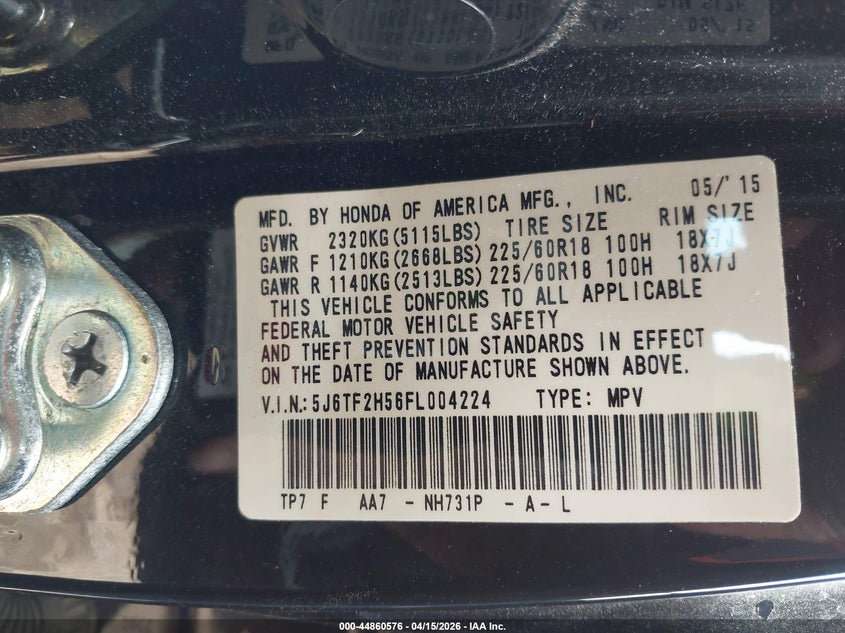 MFD. BY HONDA OF AMERICA MFG., INC. 05/'15
GVWR 2320KG(5115LBS) TIRE SIZE RIM SIZE
GAWR F 1210KG(2668LBS) 225/60R18 100H 18X7J
GAWR R 1140KG(2513LBS) 225/60R18 100H 18X7J
THIS VEHICLE CONFORMS TO ALL APPLICABLE
FEDERAL MOTOR VEHICLE SAFETY
AND THEFT PREVENTION STANDARDS IN EFFECT
ON THE DATE OF MANUFACTURE SHOWN ABOVE.
V.I.N.: 5J6TF2H56FL004224 TYPE: MPV
TP7 F AA7 - NH731P - A - L
000-44860576 - 04/15/2026 - IAA Inc.